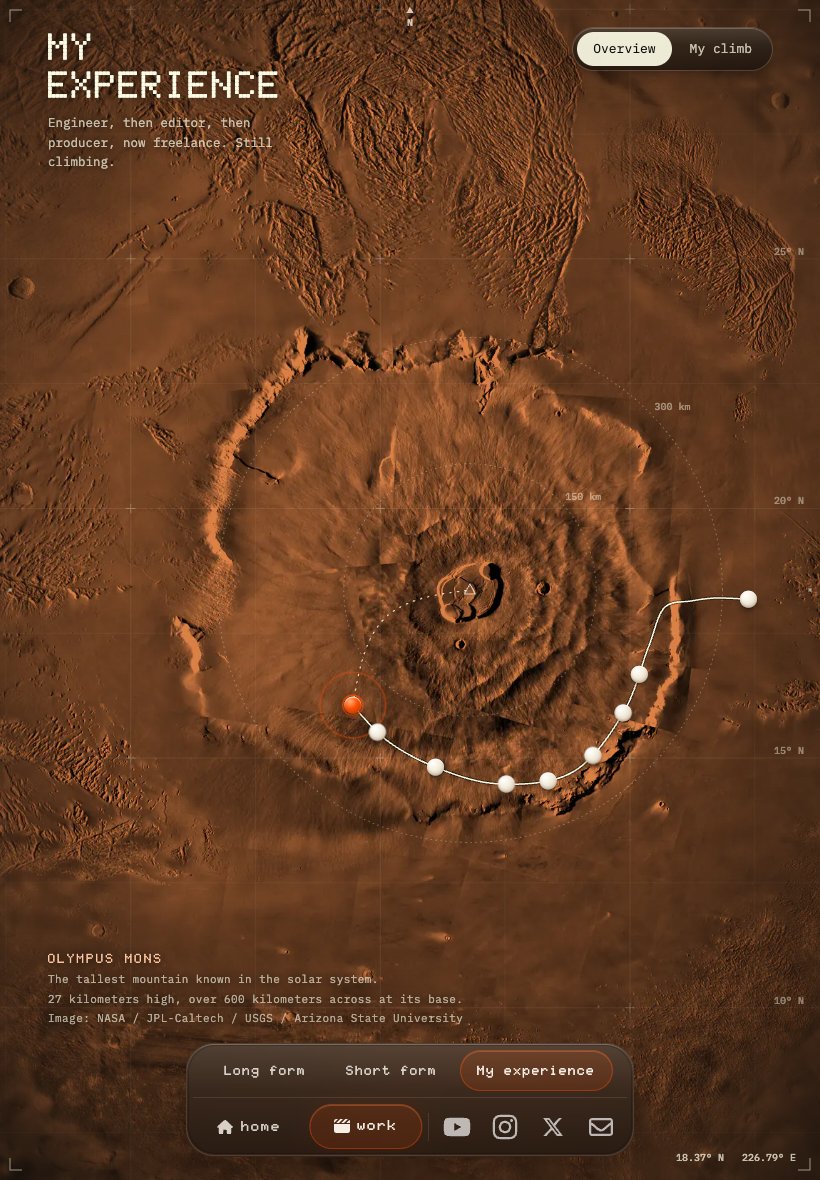 N
MY
EXPERIENCE
Overview
My climb
Engineer, then editor, then
producer, now freelance. Still
climbing.
25° N
300 km
150 km
20° N
15° N
OLYMPUS MONS
The tallest mountain known in the solar system.
27 kilometers high, over 600 kilometers across at its base.
Image: NASA / JPL-Caltech / USGS / Arizona State University
10° N
Long form
Short form
My experience
home
work
18.37° N
226.79° E